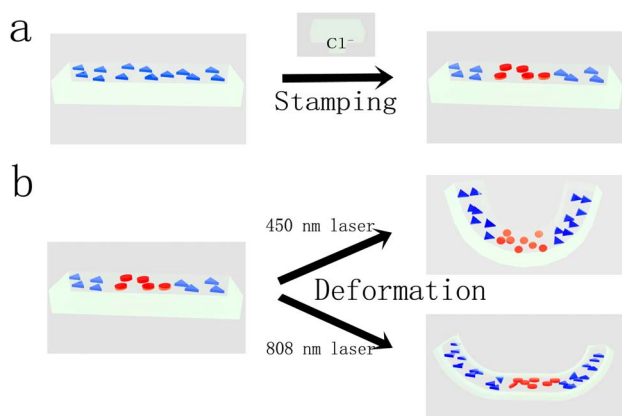 a
Cl⁻
Stamping
b
450 nm laser
Deformation
808 nm laser